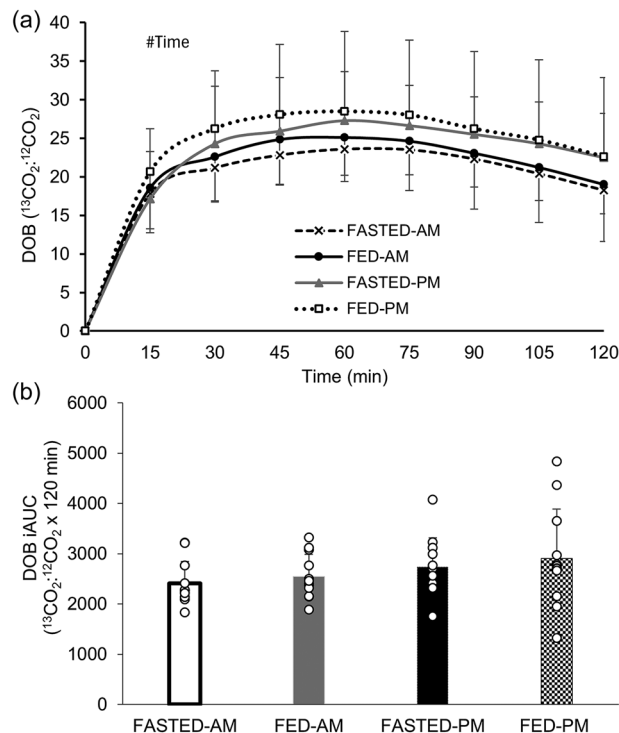 (a)
#Time
40
35
30
25
20
15
10
5
0
DOB (¹³CO₂:¹²CO₂)
FASTED-AM
FED-AM
FASTED-PM
FED-PM
0 15 30 45 60 75 90 105 120
Time (min)
(b)
6000
5000
4000
3000
2000
1000
0
DOB iAUC
(¹³CO₂:¹²CO₂ x 120 min)
FASTED-AM FED-AM FASTED-PM FED-PM